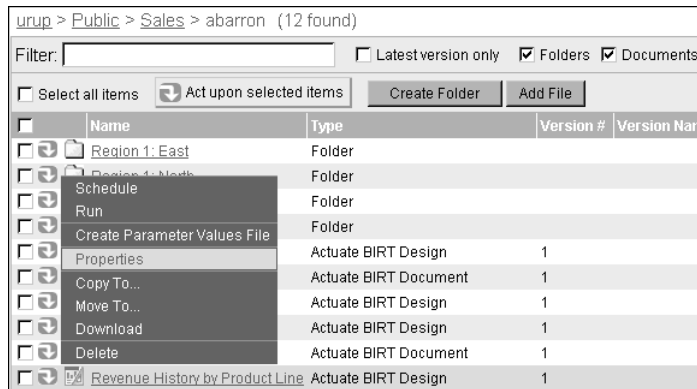 urup > Public > Sales > abarron (12 found)
Filter: Latest version only Folders Documents
Select all items Act upon selected items Create Folder Add File
Name Type Version # Version Nar
Region 1: East Folder
Region 1: North Folder
Schedule
Folder
Run
Folder
Create Parameter Values File
Properties Actuate BIRT Design 1
Copy To... Actuate BIRT Document 1
Move To... Actuate BIRT Design 1
Download Actuate BIRT Design 1
Delete Actuate BIRT Document 1
Revenue History by Product Line Actuate BIRT Design 1